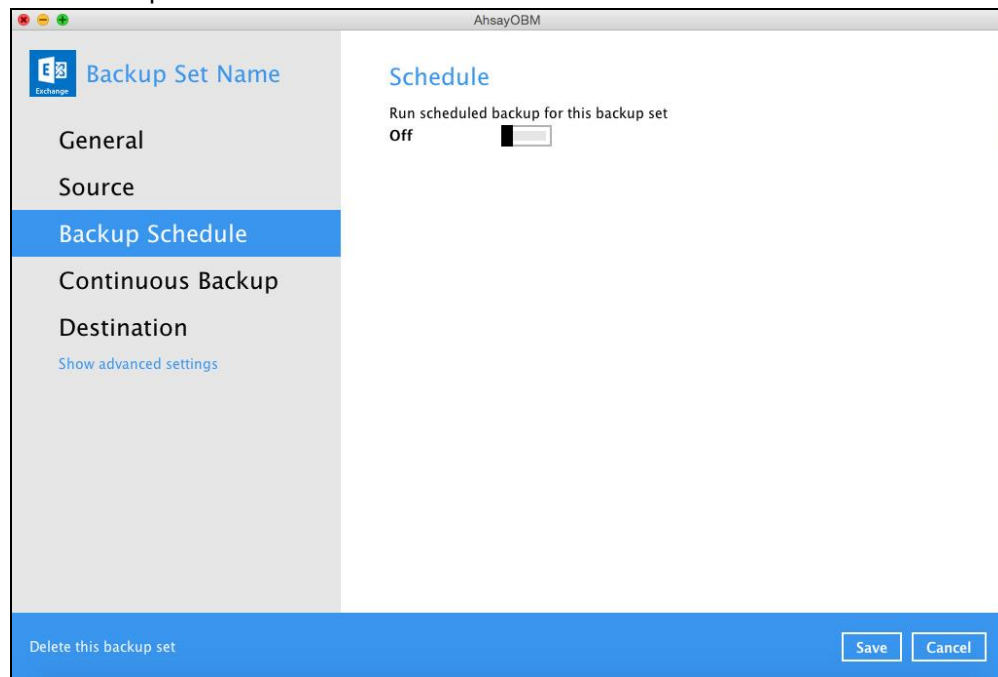 AhsayOBM
E
Exchange
Backup Set Name
General
Source
Backup Schedule
Continuous Backup
Destination
Show advanced settings
Schedule
Run scheduled backup for this backup set
Off
Delete this backup set
Save
Cancel